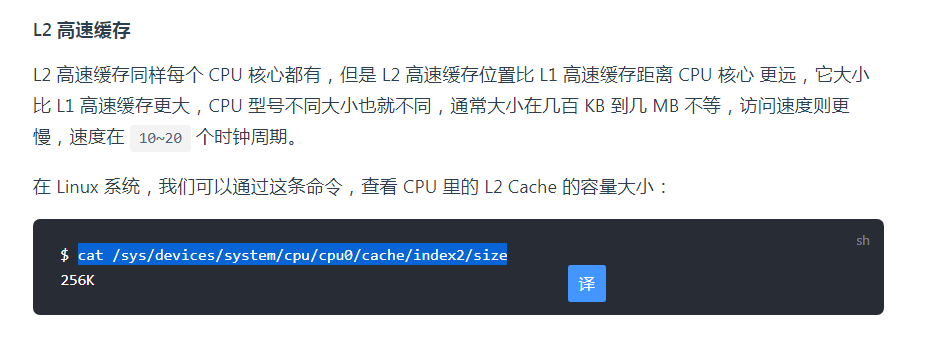 L2 高速缓存
L2 高速缓存同样每个 CPU 核心都有，但是 L2 高速缓存位置比 L1 高速缓存距离 CPU 核心 更远，它大小
比 L1 高速缓存更大，CPU 型号不同大小也就不同，通常大小在几百 KB 到几 MB 不等，访问速度则更
慢，速度在 10~20 个时钟周期。
在 Linux 系统，我们可以通过这条命令，查看 CPU 里的 L2 Cache 的容量大小：
sh
$ cat /sys/devices/system/cpu/cpu0/cache/index2/size
256K
译